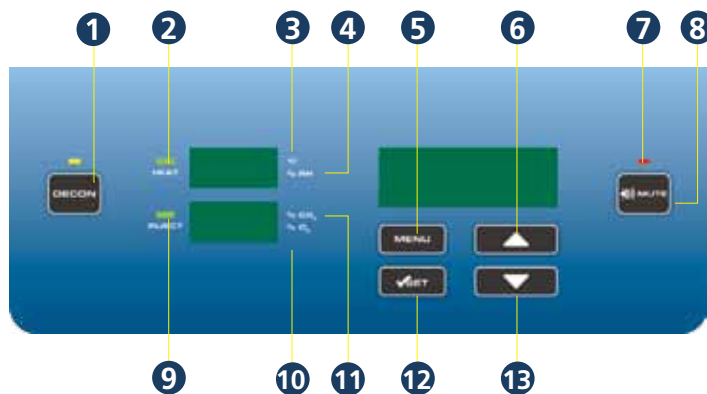 1 2 3 4 5 6 7 8
HEAT
°C
% RH
DECON
MUTE
INJECT
% CO₂
% O₂
MENU
✓SET
9 10 11 12 13